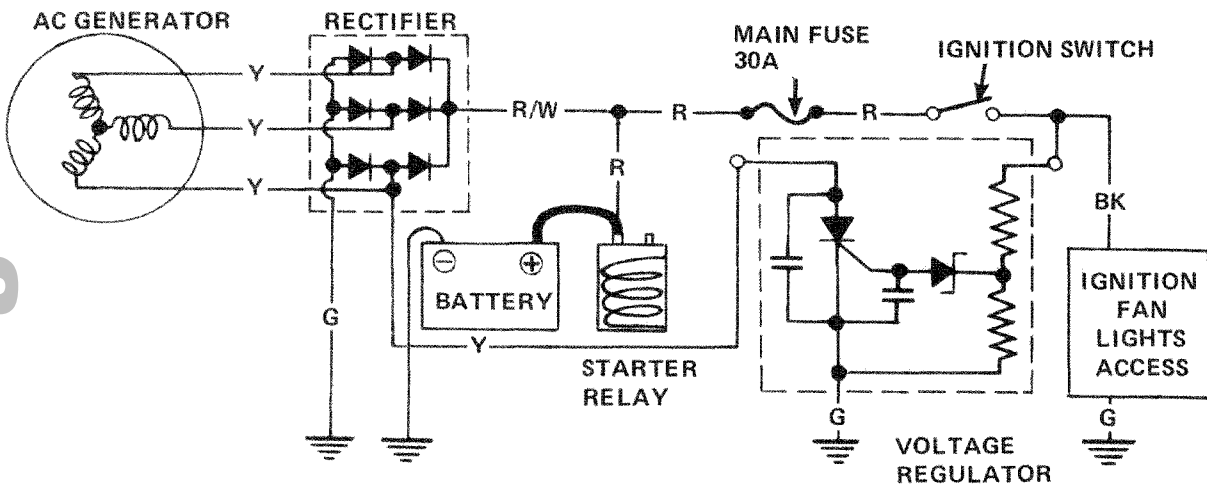 AC GENERATOR
RECTIFIER
MAIN FUSE
30A
IGNITION SWITCH
Y
Y
Y
R/W
R
R
R
BK
⊖
⊕
BATTERY
G
Y
STARTER
RELAY
G
VOLTAGE
REGULATOR
IGNITION
FAN
LIGHTS
ACCESS
G